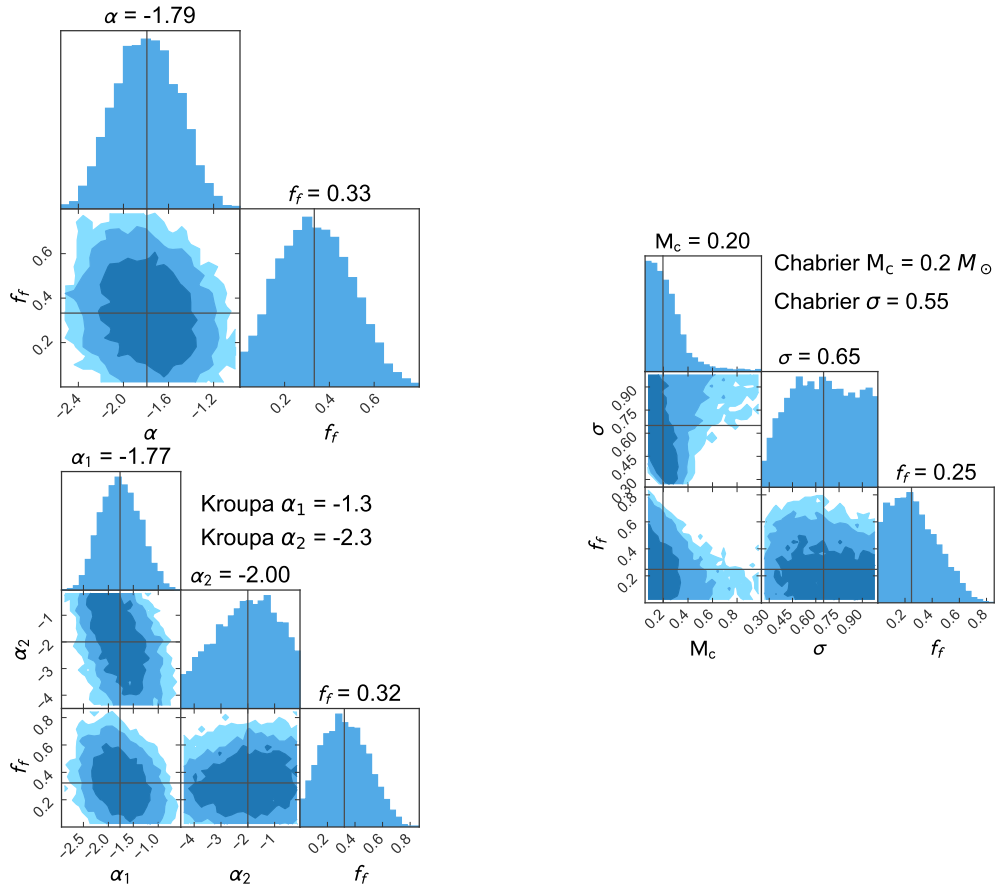 α = -1.79
f_f = 0.33
0.6
0.4
0.2
f_f
-2.4
-2.0
-1.6
-1.2
0.2
0.4
0.6
α
f_f
α₁ = -1.77
Kroupa α₁ = -1.3
Kroupa α₂ = -2.3
α₂ = -2.00
-1
-2
-3
-4
α₂
f_f = 0.32
0.8
0.6
0.4
0.2
f_f
-2.5
-2.0
-1.5
-1.0
-4
-3
-2
-1
0.2
0.4
0.6
0.8
α₁
α₂
f_f
M_c = 0.20
Chabrier M_c = 0.2 M_⊙
Chabrier σ = 0.55
σ = 0.65
0.90
0.75
0.60
0.45
0.30
σ
f_f = 0.25
0.8
0.6
0.4
0.2
f_f
0.2
0.4
0.6
0.8
0.30
0.45
0.60
0.75
0.90
0.2
0.4
0.6
0.8
M_c
σ
f_f